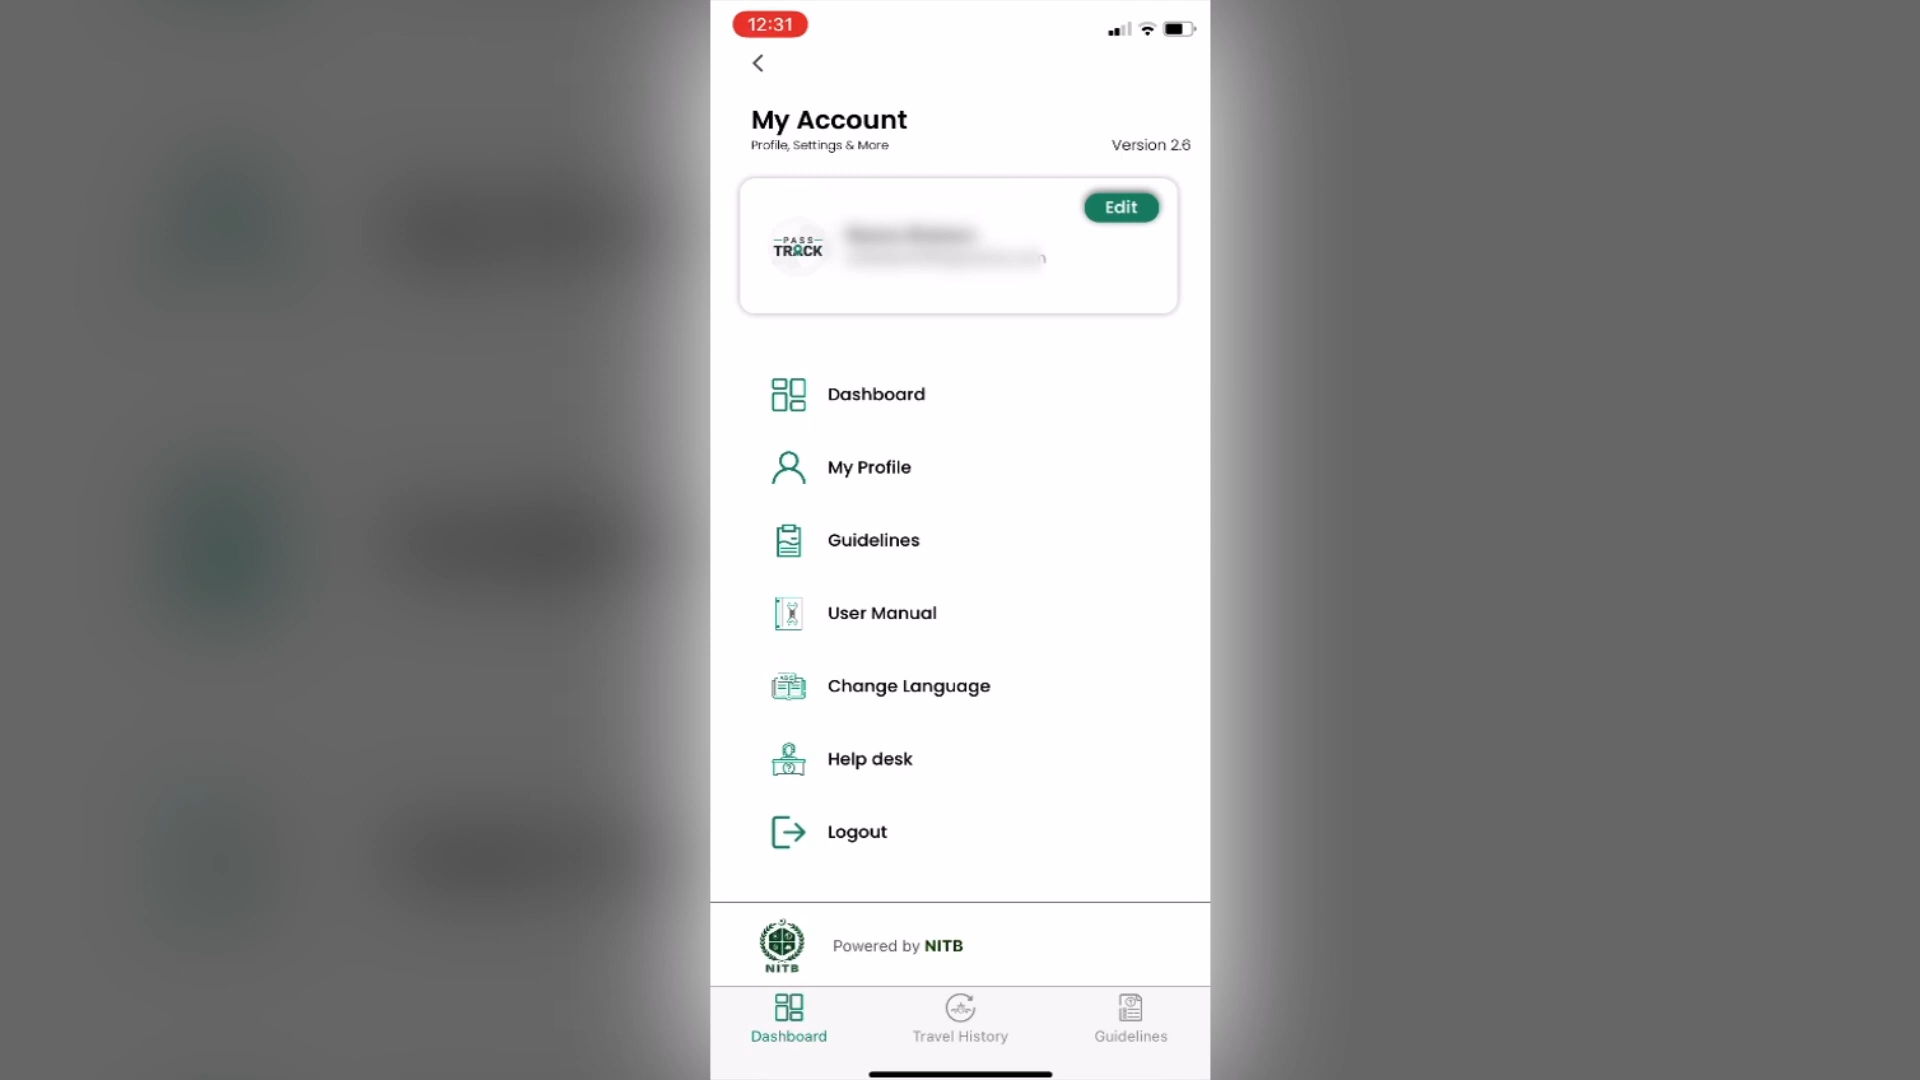 12:31
My Account
Profile, Settings & More
Version 2.6
Edit
PASS
TRACK
Dashboard
My Profile
Guidelines
User Manual
Change Language
Help desk
Logout
NITB
Powered by NITB
Dashboard
Travel History
Guidelines